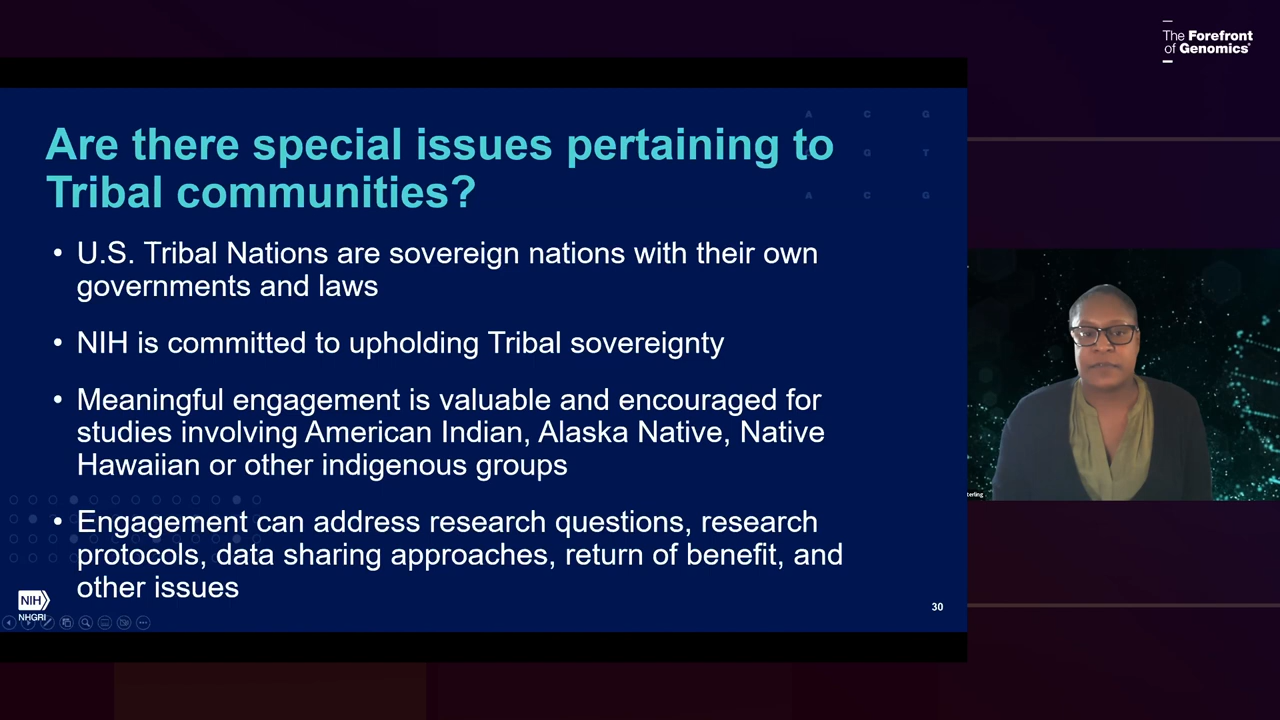 The Forefront
of Genomics®
A C G
G T
A C G
Are there special issues pertaining to
Tribal communities?
• U.S. Tribal Nations are sovereign nations with their own
governments and laws
• NIH is committed to upholding Tribal sovereignty
• Meaningful engagement is valuable and encouraged for
studies involving American Indian, Alaska Native, Native
Hawaiian or other indigenous groups
• Engagement can address research questions, research
protocols, data sharing approaches, return of benefit, and
other issues
NIH
NHGRI
30
terling